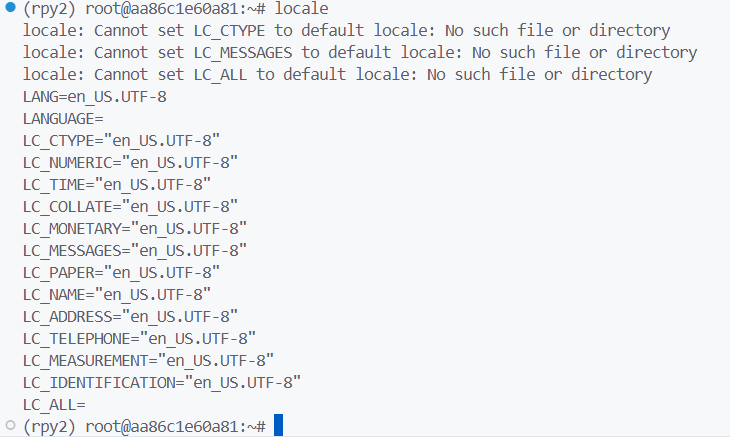 (rpy2) root@aa86c1e60a81:~# locale
locale: Cannot set LC_CTYPE to default locale: No such file or directory
locale: Cannot set LC_MESSAGES to default locale: No such file or directory
locale: Cannot set LC_ALL to default locale: No such file or directory
LANG=en_US.UTF-8
LANGUAGE=
LC_CTYPE="en_US.UTF-8"
LC_NUMERIC="en_US.UTF-8"
LC_TIME="en_US.UTF-8"
LC_COLLATE="en_US.UTF-8"
LC_MONETARY="en_US.UTF-8"
LC_MESSAGES="en_US.UTF-8"
LC_PAPER="en_US.UTF-8"
LC_NAME="en_US.UTF-8"
LC_ADDRESS="en_US.UTF-8"
LC_TELEPHONE="en_US.UTF-8"
LC_MEASUREMENT="en_US.UTF-8"
LC_IDENTIFICATION="en_US.UTF-8"
LC_ALL=
(rpy2) root@aa86c1e60a81:~#